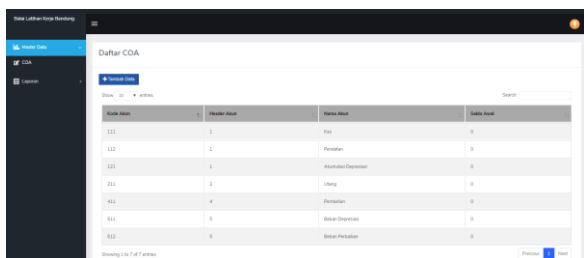 Balai Latihan Kerja Bandung
Master Data
COA
Laporan
Daftar COA
+Tambah Data
Show 10 entries
Search:
Kode Akun Header Akun Nama Akun Saldo Awal
111 1 Kas 0
112 1 Peralatan 0
121 1 Akumulasi Depresiasi 0
211 2 Utang 0
411 4 Pembelian 0
511 5 Beban Depresiasi 0
512 5 Beban Perbaikan 0
Showing 1 to 7 of 7 entries
Previous 1 Next